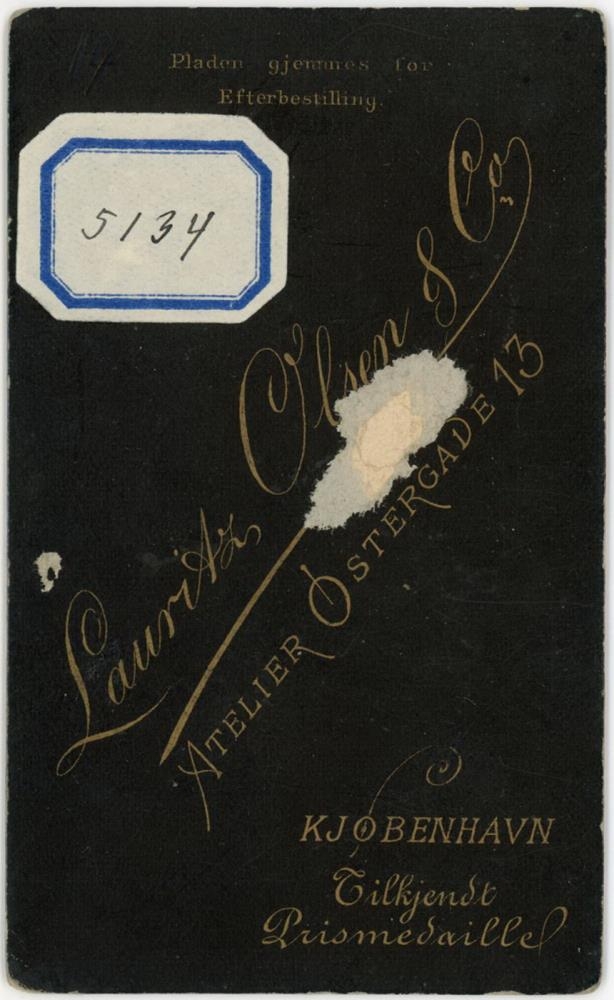 Pladen gjemmes for
Efterbestilling.
5134
Lauritz Olsen & Co
Atelier Østergade 13
KJØBENHAVN
Tilkjendt
Prismedaille